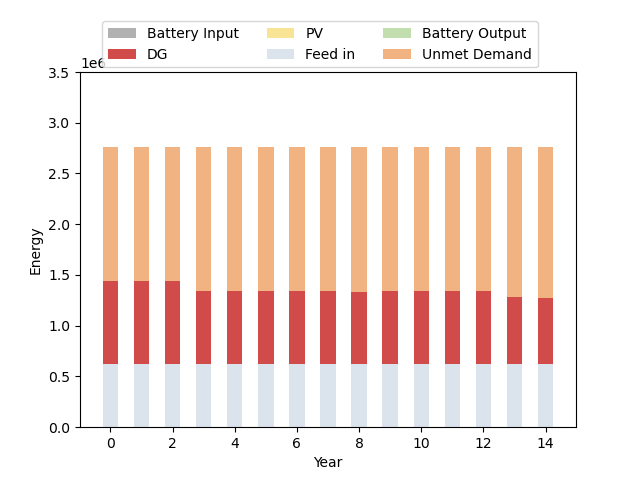 Battery Input PV Battery Output
DG Feed in Unmet Demand
1e6
3.5
3.0
2.5
2.0
1.5
1.0
0.5
0.0
Energy
0 2 4 6 8 10 12 14
Year